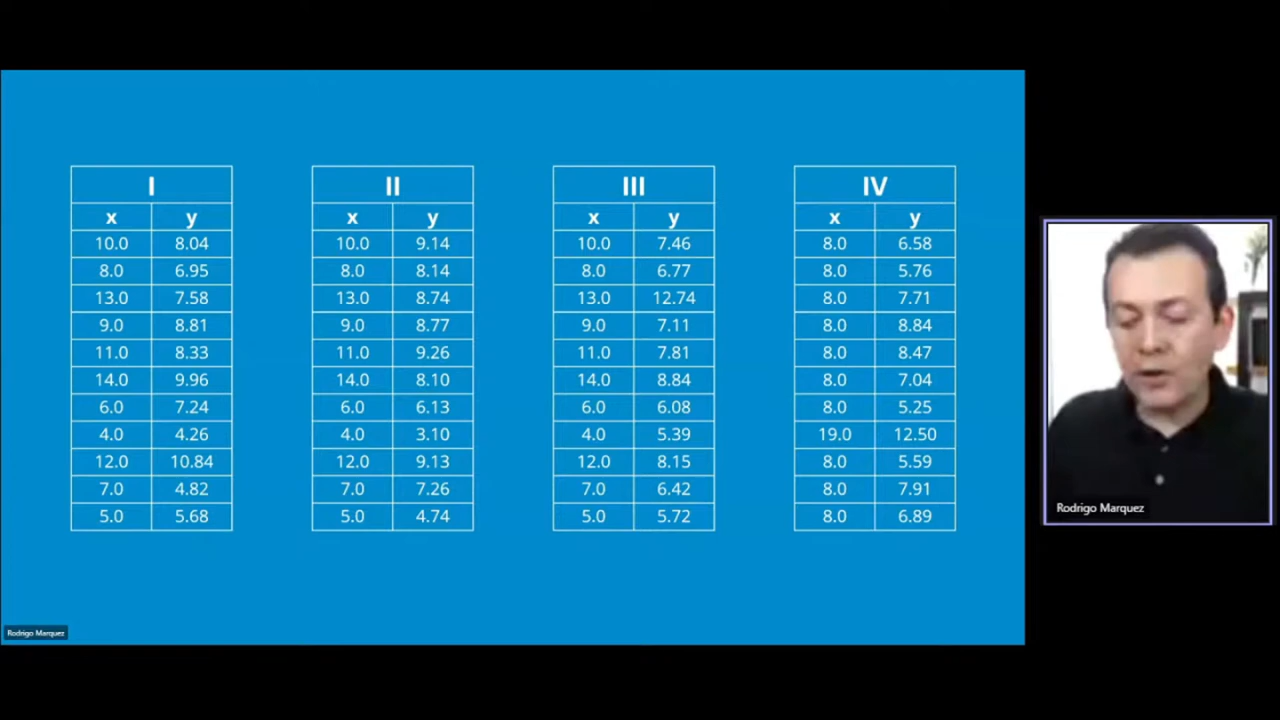 I II III IV
x y x y x y x y
10.0 8.04 10.0 9.14 10.0 7.46 8.0 6.58
8.0 6.95 8.0 8.14 8.0 6.77 8.0 5.76
13.0 7.58 13.0 8.74 13.0 12.74 8.0 7.71
9.0 8.81 9.0 8.77 9.0 7.11 8.0 8.84
11.0 8.33 11.0 9.26 11.0 7.81 8.0 8.47
14.0 9.96 14.0 8.10 14.0 8.84 8.0 7.04
6.0 7.24 6.0 6.13 6.0 6.08 8.0 5.25
4.0 4.26 4.0 3.10 4.0 5.39 19.0 12.50
12.0 10.84 12.0 9.13 12.0 8.15 8.0 5.59
7.0 4.82 7.0 7.26 7.0 6.42 8.0 7.91
5.0 5.68 5.0 4.74 5.0 5.72 8.0 6.89
Rodrigo Marquez
Rodrigo Marquez